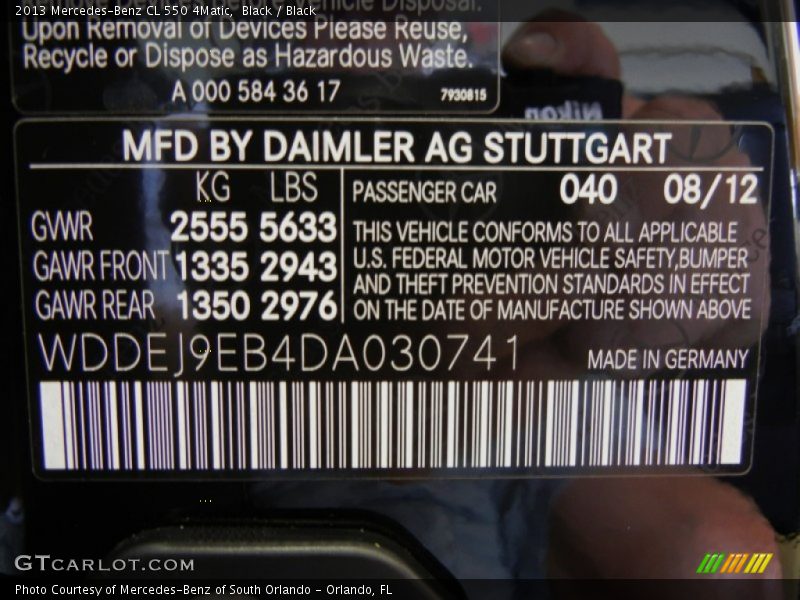 2013 Mercedes-Benz CL 550 4Matic, Black / Black
Vehicle Disposal.
Upon Removal of Devices Please Reuse,
Recycle or Dispose as Hazardous Waste.
A 000 584 36 17 7930815
Nikon
MFD BY DAIMLER AG STUTTGART
KG LBS
GVWR 2555 5633
GAWR FRONT 1335 2943
GAWR REAR 1350 2976
PASSENGER CAR 040 08/12
THIS VEHICLE CONFORMS TO ALL APPLICABLE
U.S. FEDERAL MOTOR VEHICLE SAFETY,BUMPER
AND THEFT PREVENTION STANDARDS IN EFFECT
ON THE DATE OF MANUFACTURE SHOWN ABOVE
WDDEJ9EB4DA030741 MADE IN GERMANY
GTCARLOT.COM
Photo Courtesy of Mercedes-Benz of South Orlando - Orlando, FL